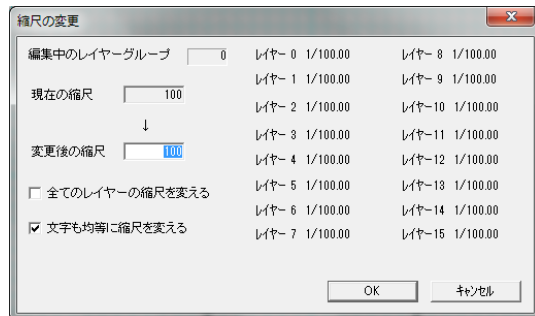 縮尺の変更
編集中のレイヤーグループ 0
現在の縮尺 100
↓
変更後の縮尺 100
全てのレイヤーの縮尺を変える
文字も均等に縮尺を変える
レイヤー 0 1/100.00
レイヤー 1 1/100.00
レイヤー 2 1/100.00
レイヤー 3 1/100.00
レイヤー 4 1/100.00
レイヤー 5 1/100.00
レイヤー 6 1/100.00
レイヤー 7 1/100.00
レイヤー 8 1/100.00
レイヤー 9 1/100.00
レイヤー10 1/100.00
レイヤー11 1/100.00
レイヤー12 1/100.00
レイヤー13 1/100.00
レイヤー14 1/100.00
レイヤー15 1/100.00
OK
キャンセル